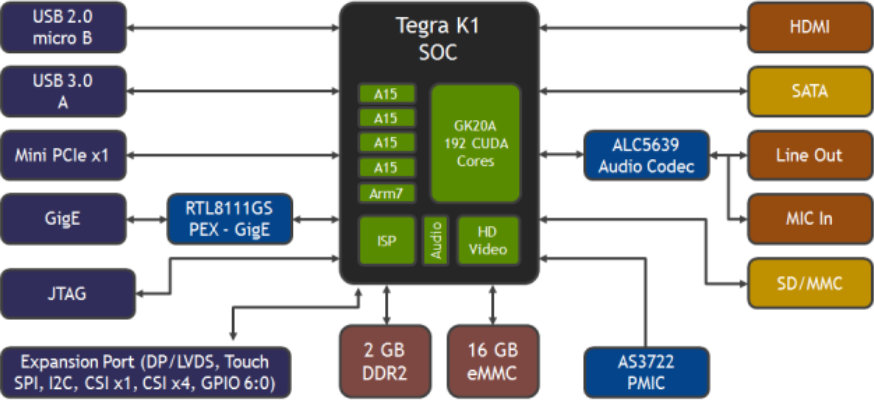 USB 2.0
micro B
USB 3.0
A
Mini PCIe x1
GigE
RTL8111GS
PEX - GigE
JTAG
Expansion Port (DP/LVDS, Touch
SPI, I2C, CSI x1, CSI x4, GPIO 6:0)
Tegra K1
SOC
A15
A15
A15
A15
Arm7
GK20A
192 CUDA
Cores
ISP
Audio
HD
Video
2 GB
DDR2
16 GB
eMMC
HDMI
SATA
ALC5639
Audio Codec
Line Out
MIC In
SD/MMC
AS3722
PMIC